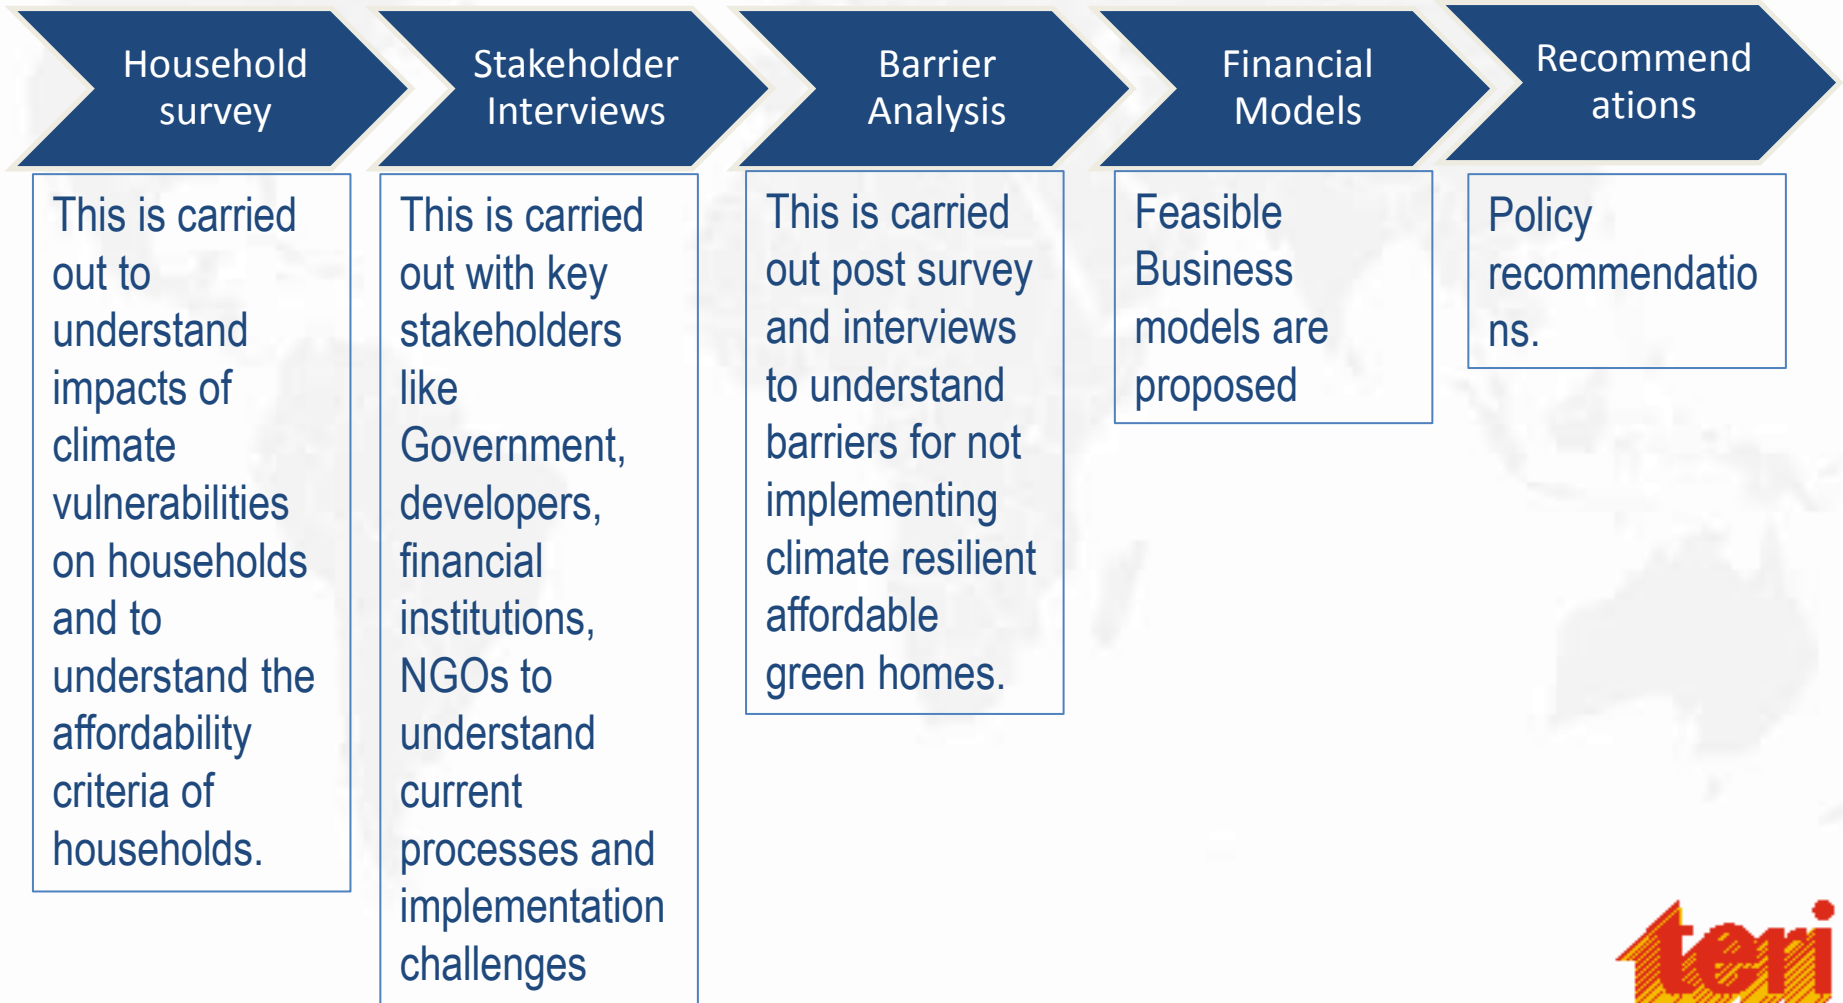 Household
survey
Stakeholder
Interviews
Barrier
Analysis
Financial
Models
Recommend
ations
This is carried
out to
understand
impacts of
climate
vulnerabilities
on households
and to
understand the
affordability
criteria of
households.
This is carried
out with key
stakeholders
like
Government,
developers,
financial
institutions,
NGOs to
understand
current
processes and
implementation
challenges
This is carried
out post survey
and interviews
to understand
barriers for not
implementing
climate resilient
affordable
green homes.
Feasible
Business
models are
proposed
Policy
recommendatio
ns.
teri